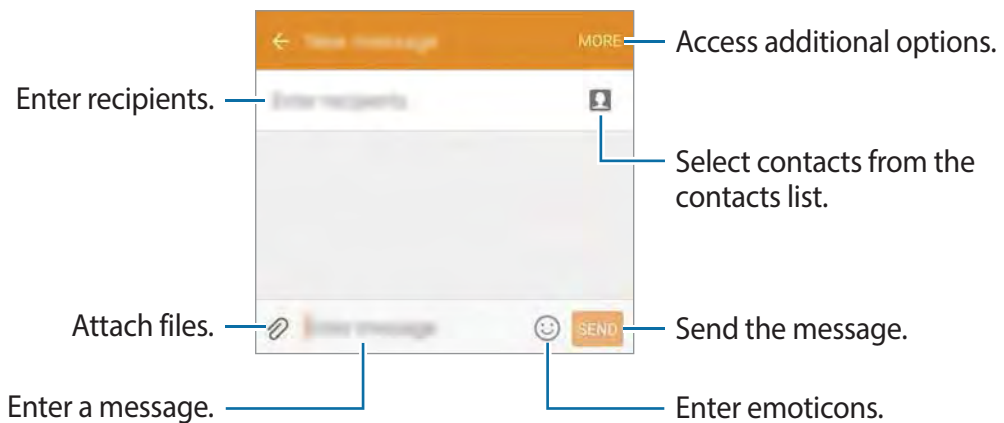 MORE
Access additional options.
Enter recipients.
Select contacts from the
contacts list.
Attach files.
SEND
Send the message.
Enter a message.
Enter emoticons.